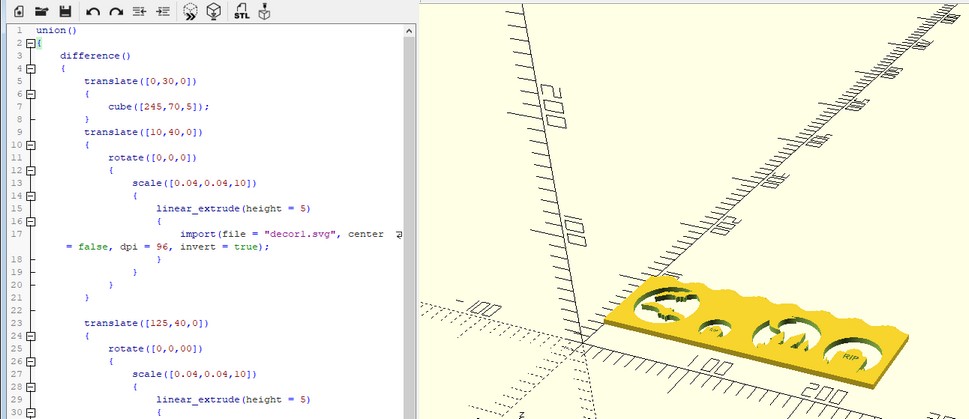 STL
1 union()
2 {
3 difference()
4 {
5 translate([0,30,0])
6 {
7 cube([245,70,5]);
8 }
9 translate([10,40,0])
10 {
11 rotate([0,0,0])
12 {
13 scale([0.04,0.04,10])
14 {
15 linear_extrude(height = 5)
16 {
17 import(file = "decor1.svg", center
= false, dpi = 96, invert = true);
18 }
19 }
20 }
21 }
22
23 translate([125,40,0])
24 {
25 rotate([0,0,00])
26 {
27 scale([0.04,0.04,10])
28 {
29 linear_extrude(height = 5)
30 {
-100
100
200
100
200
RIP